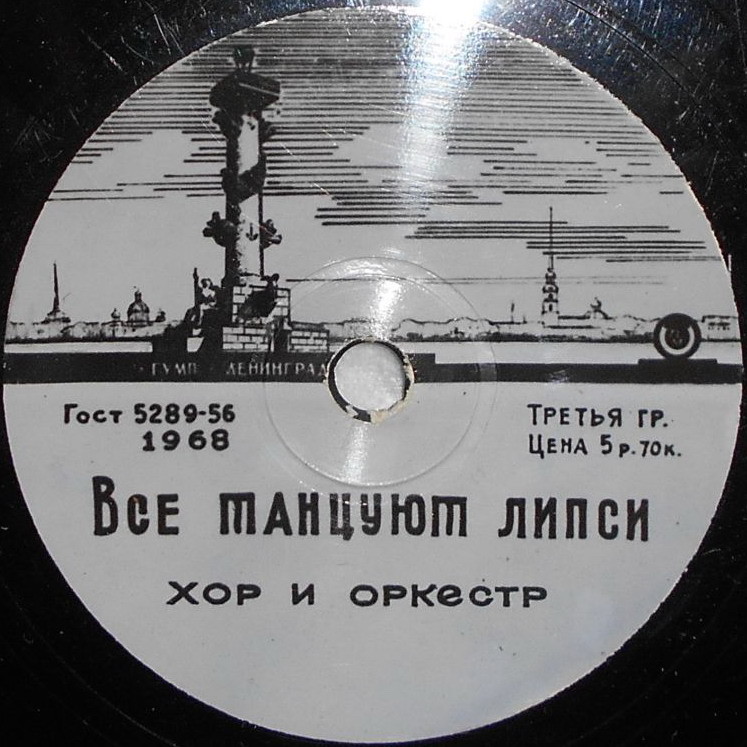 ГУМП ЛЕНИНГРАД
Гост 5289-56
1968
ТРЕТЬЯ ГР.
ЦЕНА 5 р. 70 к.
ВСЕ ТАНЦУЮТ ЛИПСИ
ХОР И ОРКЕСТР